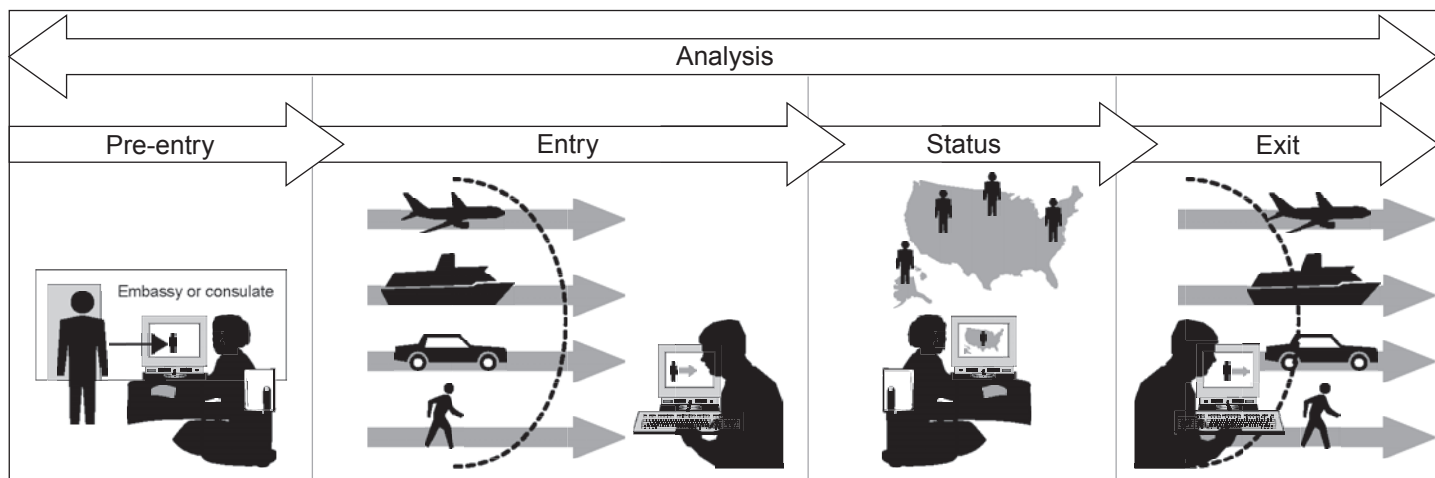 Analysis
Pre-entry
Entry
Status
Exit
Embassy or consulate